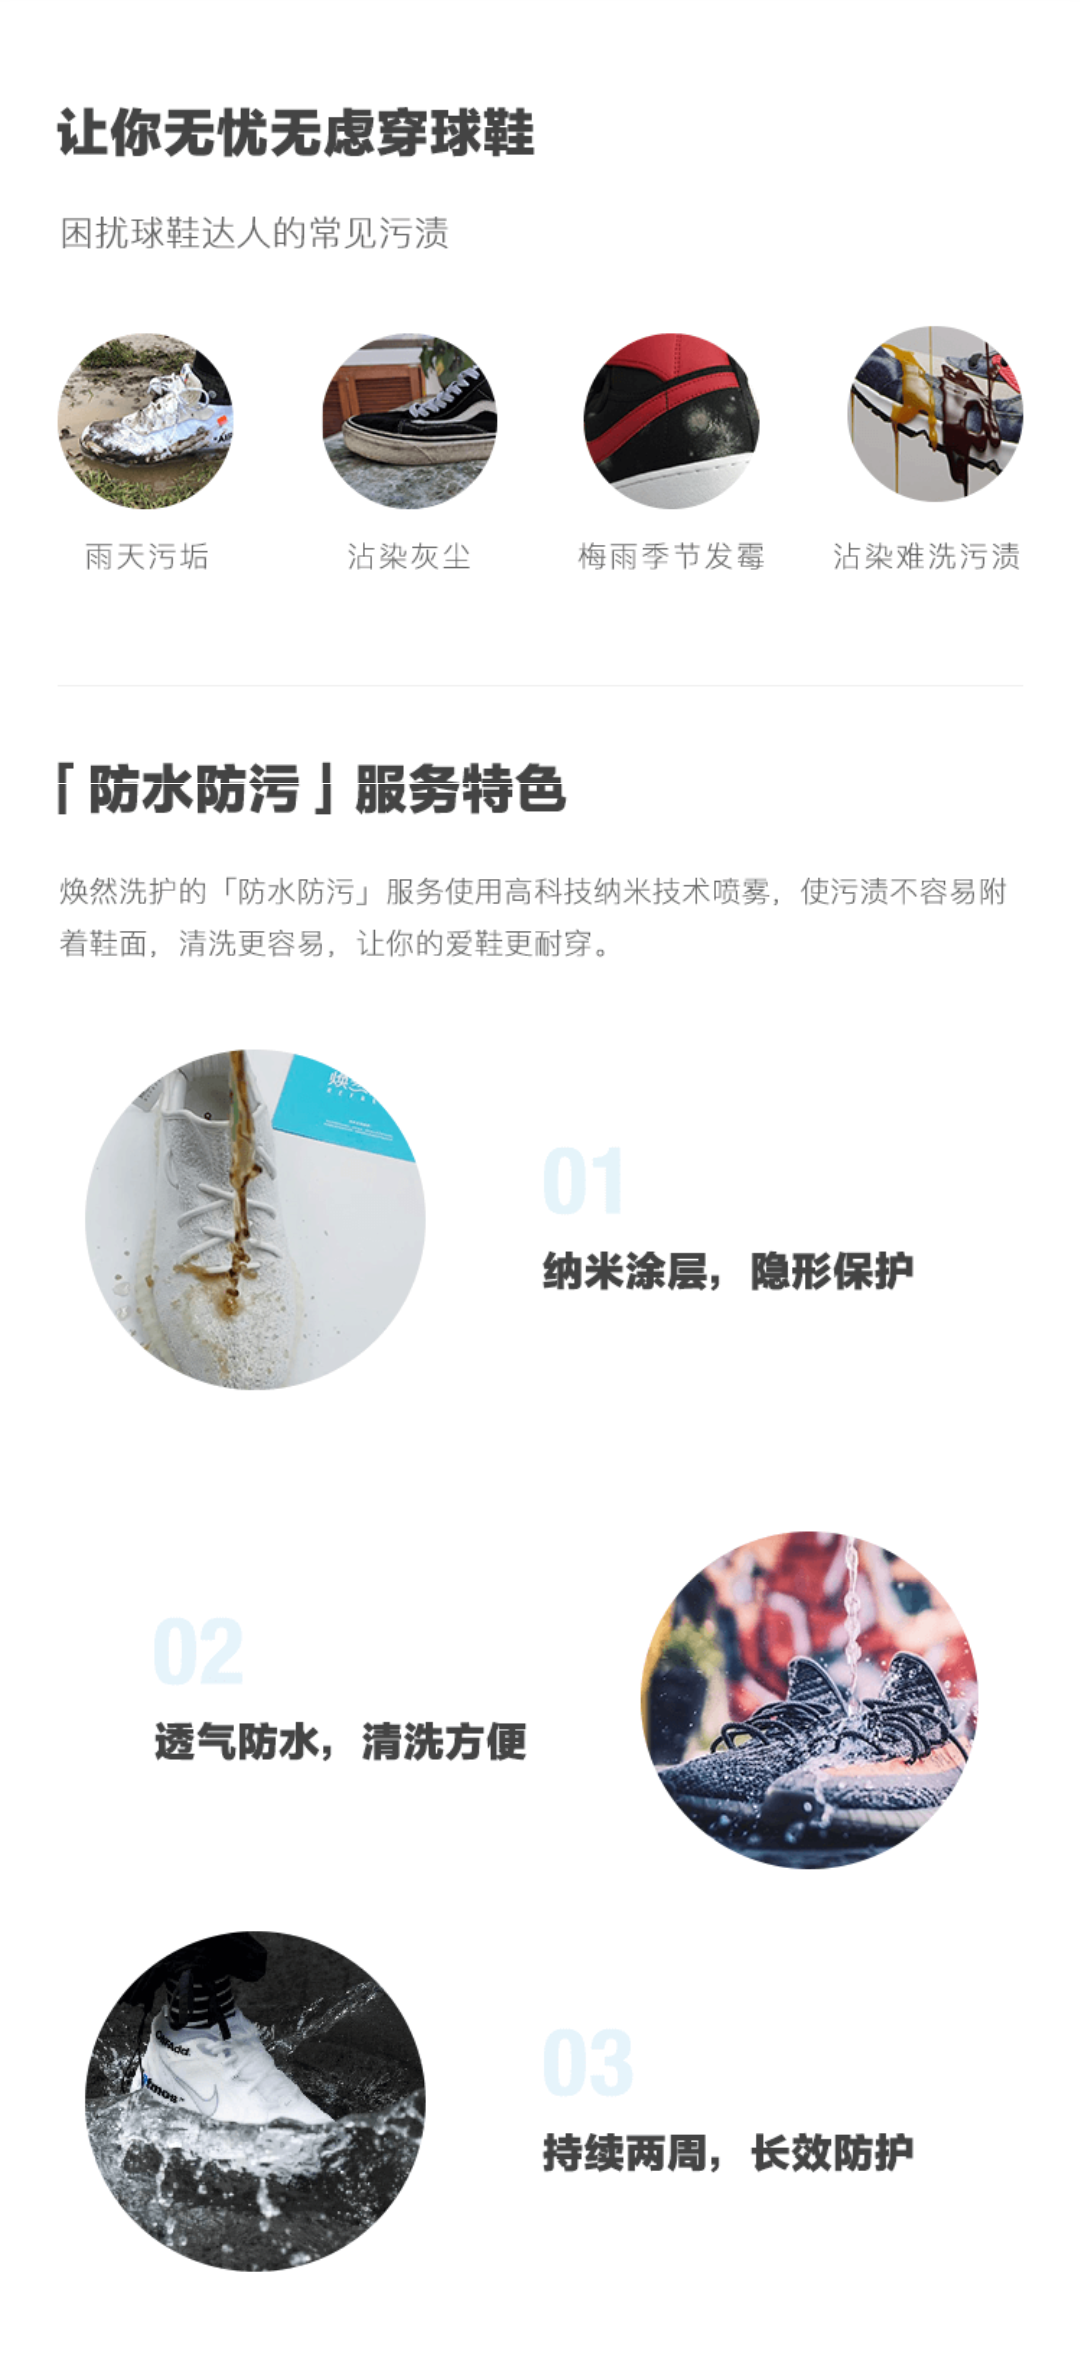 让你无忧无虑穿球鞋
困扰球鞋达人的常见污渍
雨天污垢
沾染灰尘
梅雨季节发霉
沾染难洗污渍
「防水防污」服务特色
焕然洗护的「防水防污」服务使用高科技纳米技术喷雾，使污渍不容易附
着鞋面，清洗更容易，让你的爱鞋更耐穿。
01
纳米涂层，隐形保护
02
透气防水，清洗方便
03
持续两周，长效防护